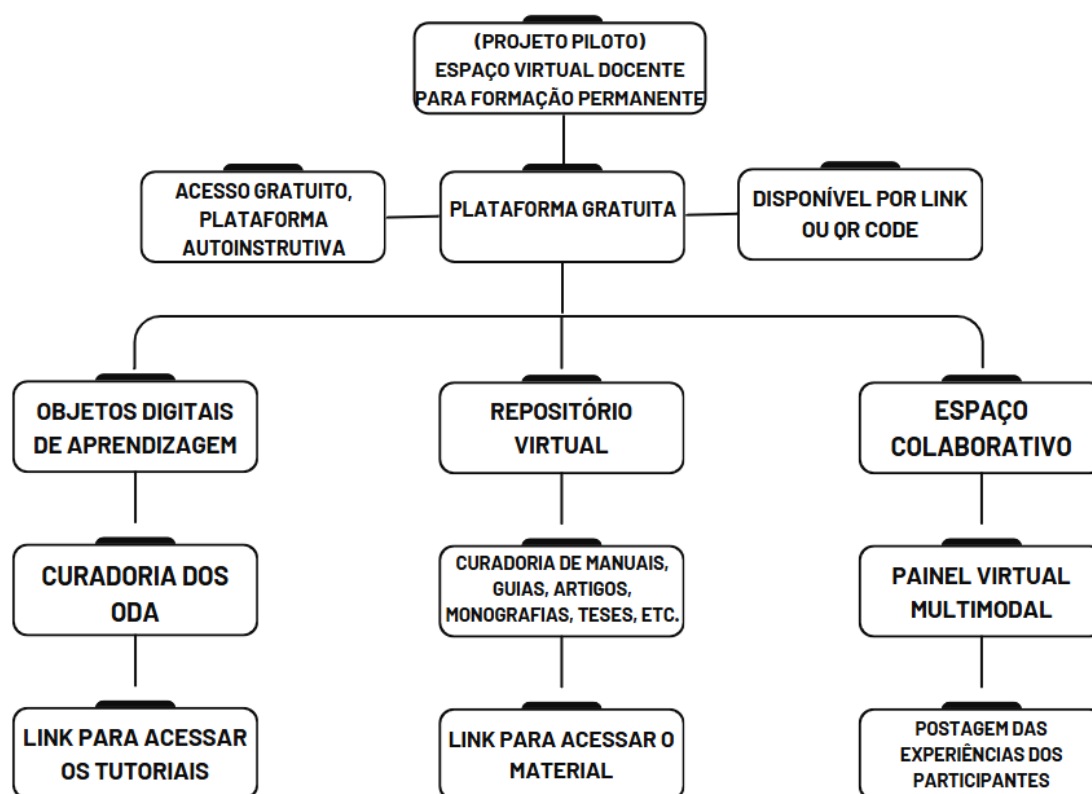 (PROJETO PILOTO)
ESPAÇO VIRTUAL DOCENTE
PARA FORMAÇÃO PERMANENTE
ACESSO GRATUITO,
PLATAFORMA
AUTOINSTRUTIVA
PLATAFORMA GRATUITA
DISPONÍVEL POR LINK
OU QR CODE
OBJETOS DIGITAIS
DE APRENDIZAGEM
REPOSITÓRIO
VIRTUAL
ESPAÇO
COLABORATIVO
CURADORIA DOS
ODA
CURADORIA DE MANUAIS,
GUIAS, ARTIGOS,
MONOGRAFIAS, TESES, ETC.
PAINEL VIRTUAL
MULTIMODAL
LINK PARA ACESSAR
OS TUTORIAIS
LINK PARA ACESSAR O
MATERIAL
POSTAGEM DAS
EXPERIÊNCIAS DOS
PARTICIPANTES